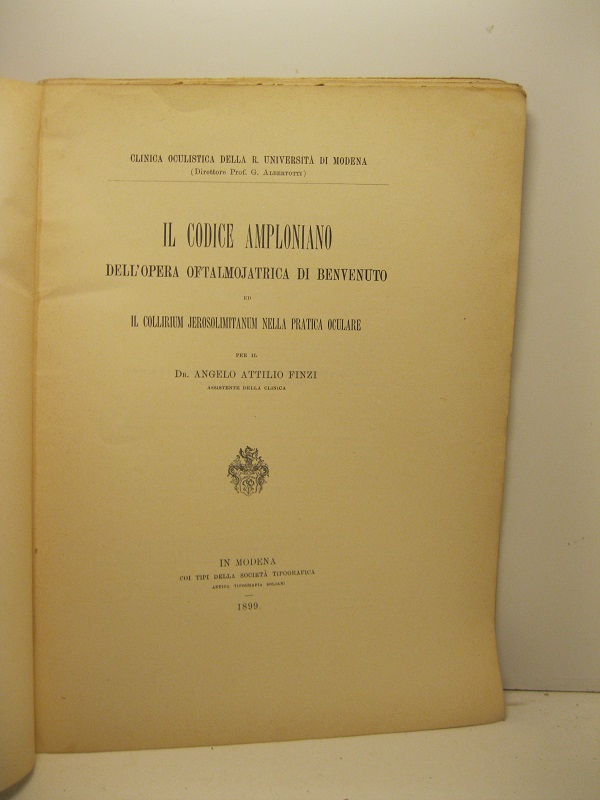 CLINICA OCULISTICA DELLA R. UNIVERSITÀ DI MODENA
(Direttore Prof. G. ALBERTOTTI)
IL CODICE AMPLONIANO
DELL'OPERA OFTALMOJATRICA DI BENVENUTO
ED
IL COLLIRIUM JEROSOLIMITANUM NELLA PRATICA OCULARE
PER IL
DR. ANGELO ATTILIO FINZI
ASSISTENTE DELLA CLINICA
IN MODENA
COI TIPI DELLA SOCIETÀ TIPOGRAFICA
ANTICA TIPOGRAFIA SOLIANI
1899.